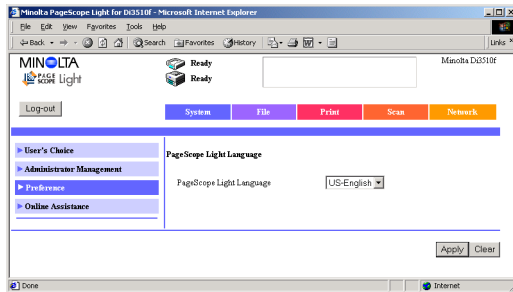 Minolta PageScope Light for Di3510f - Microsoft Internet Explorer
File Edit View Favorites Tools Help
Back Search Favorites History Links
MINOLTA
PAGE SCOPE Light
Ready
Ready
Minolta Di3510f
Log-out
System File Print Scan Network
User's Choice
Administrator Management
Preference
Online Assistance
PageScope Light Language
PageScope Light Language US-English
Apply Clear
Done Internet